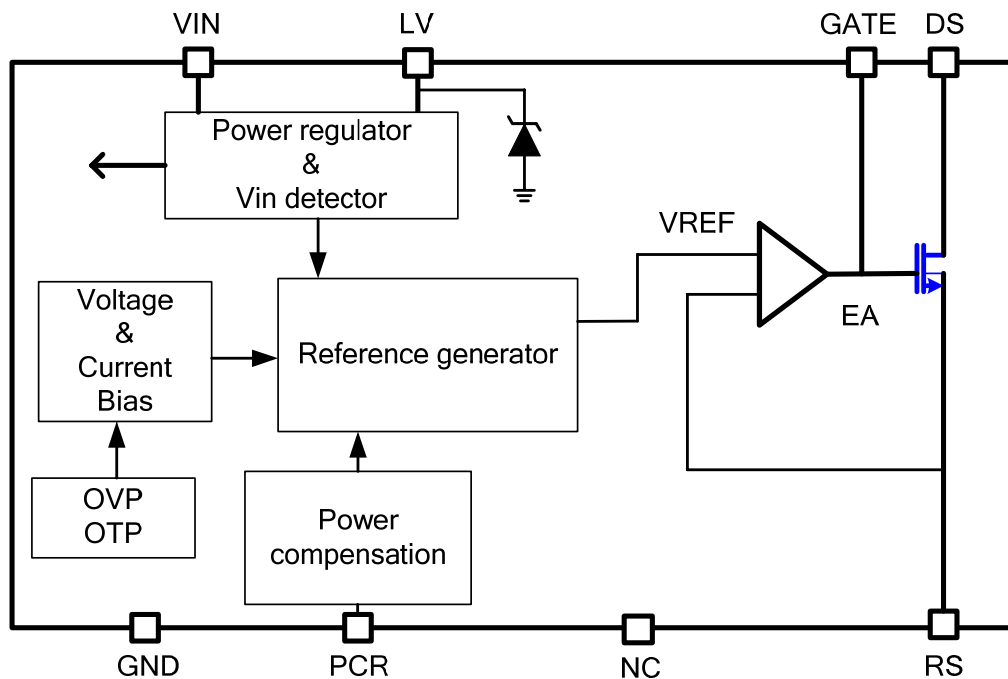 VIN
LV
GATE
DS
Power regulator
&
Vin detector
VREF
EA
Voltage
&
Current
Bias
Reference generator
OVP
OTP
Power
compensation
GND
PCR
NC
RS